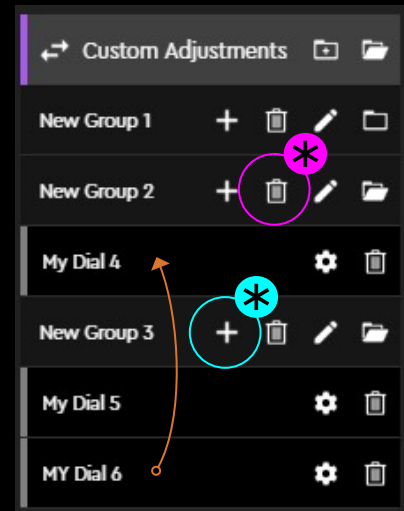 Custom Adjustments
New Group 1
New Group 2
My Dial 4
New Group 3
My Dial 5
MY Dial 6